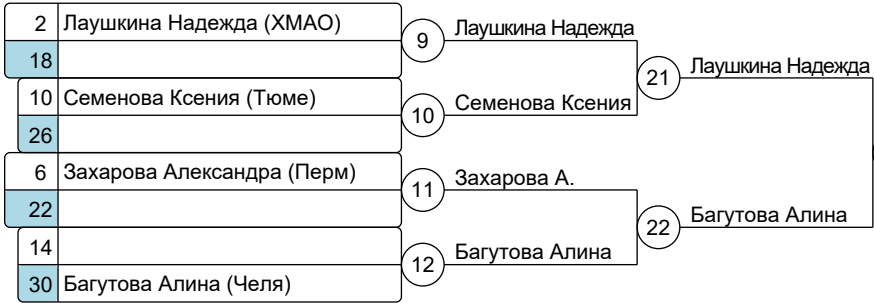 2 Лаушкина Надежда (ХМАО)
18
9 Лаушкина Надежда
10 Семенова Ксения (Тюме)
26
10 Семенова Ксения
21 Лаушкина Надежда
6 Захарова Александра (Перм)
22
11 Захарова А.
14
30 Багутова Алина (Челя)
12 Багутова Алина
22 Багутова Алина